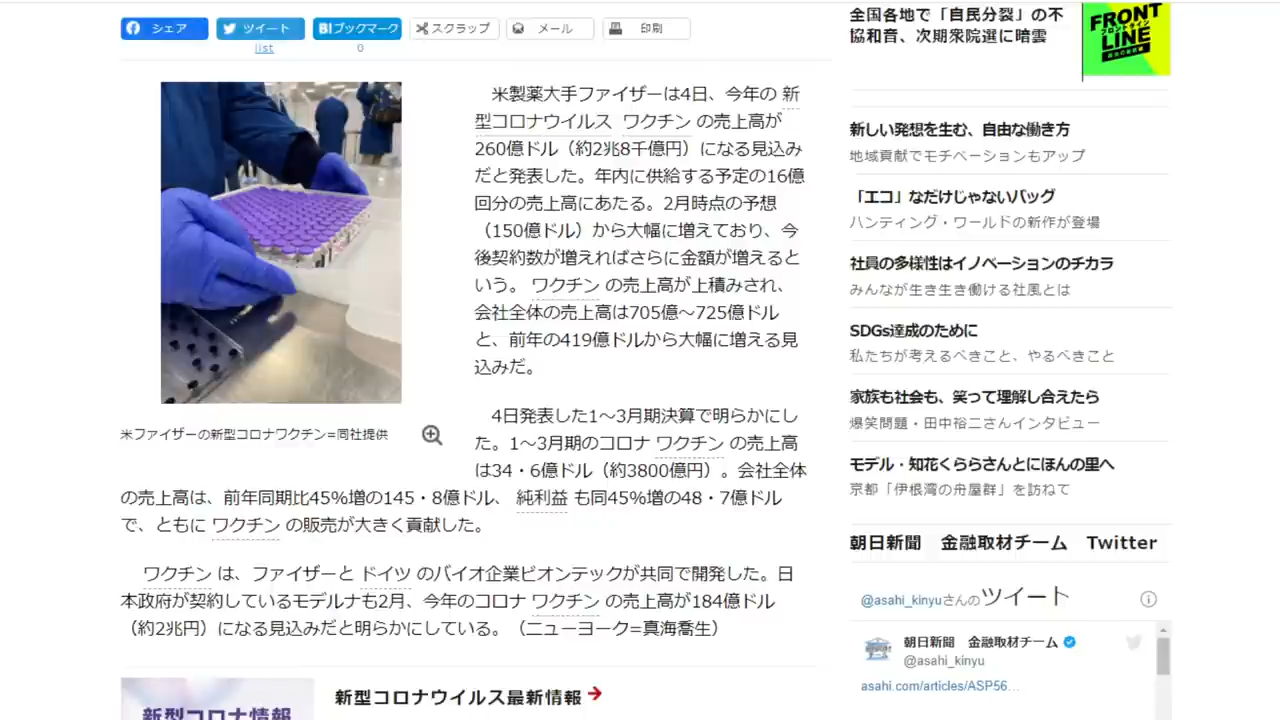 シェア
ツイート
list
B!ブックマーク
0
スクラップ
メール
印刷
米製薬大手ファイザーは4日、今年の 新
型コロナウイルス ワクチン の売上高が
260億ドル（約2兆8千億円）になる見込み
だと発表した。年内に供給する予定の16億
回分の売上高にあたる。2月時点の予想
（150億ドル）から大幅に増えており、今
後契約数が増えればさらに金額が増えると
いう。 ワクチン の売上高が上積みされ、
会社全体の売上高は705億～725億ドル
と、前年の419億ドルから大幅に増える見
込みだ。
米ファイザーの新型コロナワクチン=同社提供
4日発表した1～3月期決算で明らかにし
た。1～3月期のコロナ ワクチン の売上高
は34・6億ドル（約3800億円）。会社全体
の売上高は、前年同期比45%増の145・8億ドル、 純利益 も同45%増の48・7億ドル
で、ともに ワクチン の販売が大きく貢献した。
ワクチン は、ファイザーと ドイツ のバイオ企業ビオンテックが共同で開発した。日
本政府が契約しているモデルナも2月、今年のコロナ ワクチン の売上高が184億ドル
（約2兆円）になる見込みだと明らかにしている。（ニューヨーク=真海喬生）
新型コロナ情報
新型コロナウイルス最新情報
全国各地で「自民分裂」の不
協和音、次期衆院選に暗雲
FRONT
フロントライン
LINE
新しい発想を生む、自由な働き方
地域貢献でモチベーションもアップ
「エコ」なだけじゃないバッグ
ハンティング・ワールドの新作が登場
社員の多様性はイノベーションのチカラ
みんなが生き生き働ける社風とは
SDGs達成のために
私たちが考えるべきこと、やるべきこと
家族も社会も、笑って理解し合えたら
爆笑問題・田中裕二さんインタビュー
モデル・知花くららさんとにほんの里へ
京都「伊根湾の舟屋群」を訪ねて
朝日新聞 金融取材チーム Twitter
@asahi_kinyuさんのツイート
朝日新聞 金融取材チーム
@asahi_kinyu
asahi.com/articles/ASP56…